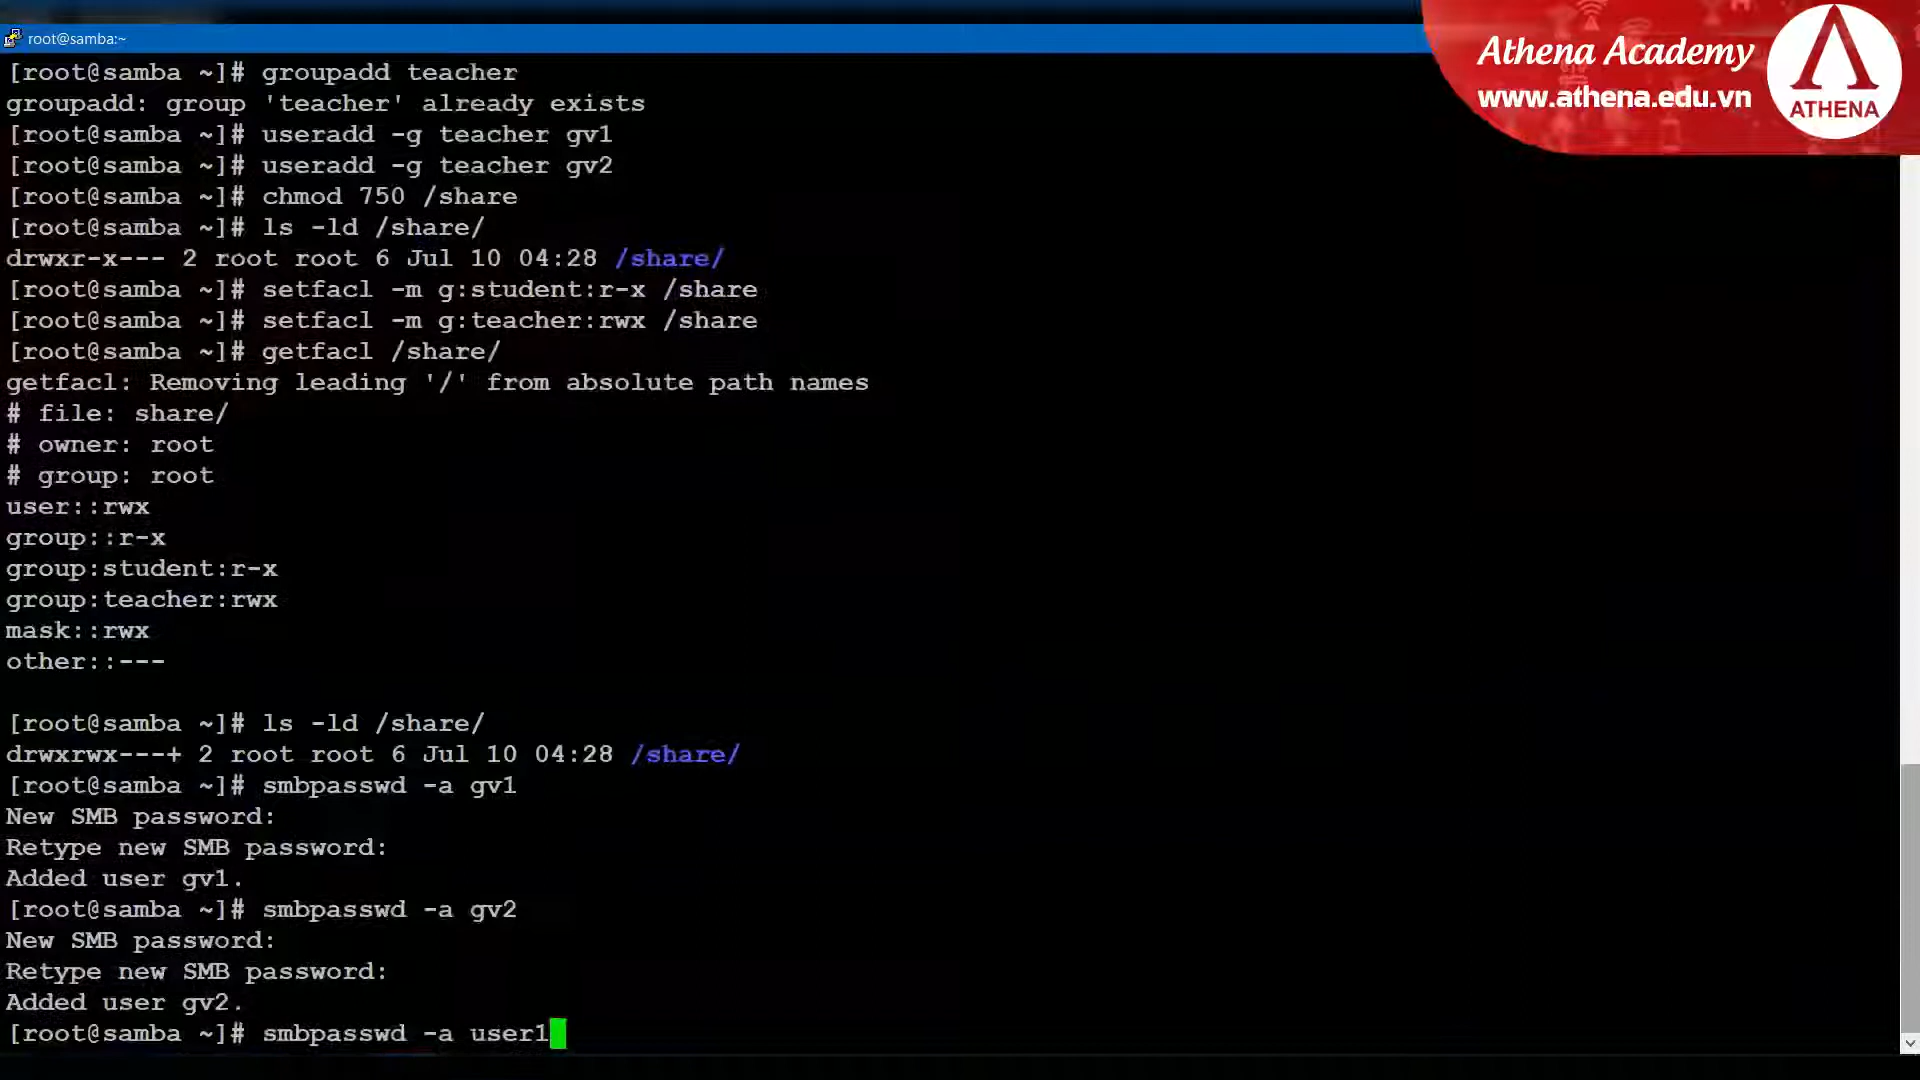 root@samba:~
Athena Academy
www.athena.edu.vn
ATHENA
[root@samba ~]# groupadd teacher
groupadd: group 'teacher' already exists
[root@samba ~]# useradd -g teacher gv1
[root@samba ~]# useradd -g teacher gv2
[root@samba ~]# chmod 750 /share
[root@samba ~]# ls -ld /share/
drwxr-x--- 2 root root 6 Jul 10 04:28 /share/
[root@samba ~]# setfacl -m g:student:r-x /share
[root@samba ~]# setfacl -m g:teacher:rwx /share
[root@samba ~]# getfacl /share/
getfacl: Removing leading '/' from absolute path names
# file: share/
# owner: root
# group: root
user::rwx
group::r-x
group:student:r-x
group:teacher:rwx
mask::rwx
other::---
[root@samba ~]# ls -ld /share/
drwxrwx---+ 2 root root 6 Jul 10 04:28 /share/
[root@samba ~]# smbpasswd -a gv1
New SMB password:
Retype new SMB password:
Added user gv1.
[root@samba ~]# smbpasswd -a gv2
New SMB password:
Retype new SMB password:
Added user gv2.
[root@samba ~]# smbpasswd -a user1